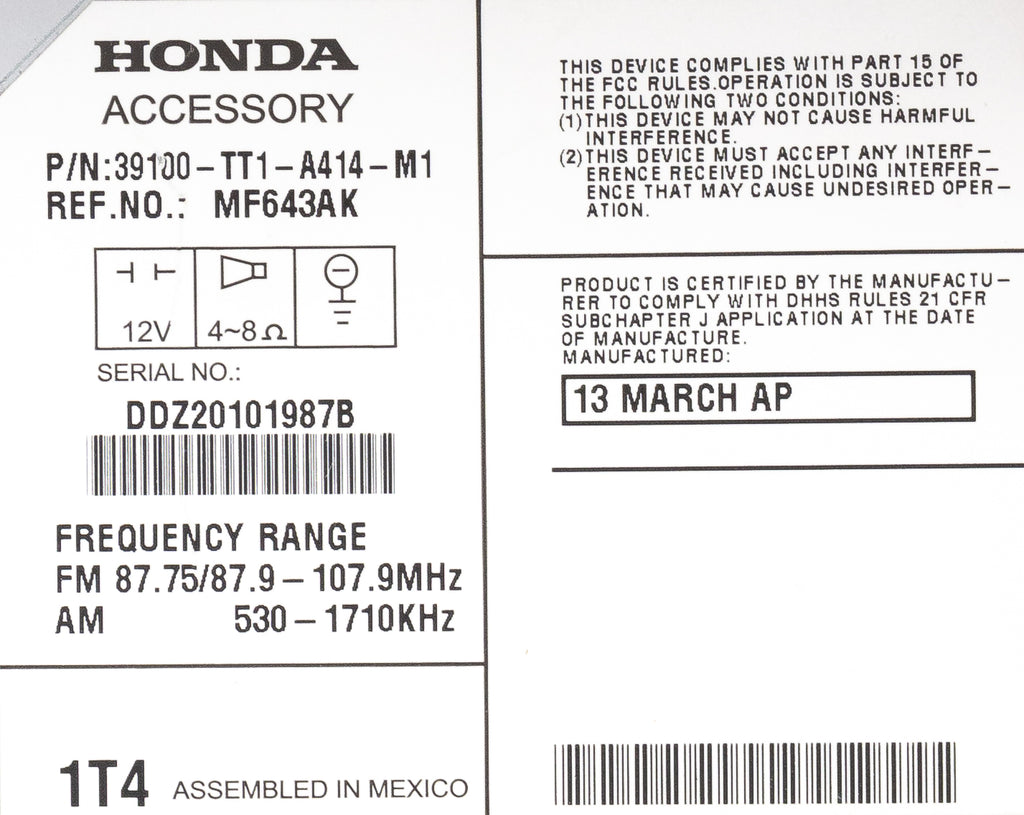 HONDA
ACCESSORY
P/N:39100-TT1-A414-M1
REF.NO.: MF643AK
12V
4~8Ω
SERIAL NO.:
DDZ20101987B
FREQUENCY RANGE
FM 87.75/87.9-107.9MHz
AM 530-1710KHz
1T4 ASSEMBLED IN MEXICO
THIS DEVICE COMPLIES WITH PART 15 OF
THE FCC RULES.OPERATION IS SUBJECT TO
THE FOLLOWING TWO CONDITIONS:
(1)THIS DEVICE MAY NOT CAUSE HARMFUL
INTERFERENCE.
(2)THIS DEVICE MUST ACCEPT ANY INTERF-
ERENCE RECEIVED INCLUDING INTERFER-
ENCE THAT MAY CAUSE UNDESIRED OPER-
ATION.
PRODUCT IS CERTIFIED BY THE MANUFACTU-
RER TO COMPLY WITH DHHS RULES 21 CFR
SUBCHAPTER J APPLICATION AT THE DATE
OF MANUFACTURE.
MANUFACTURED:
13 MARCH AP